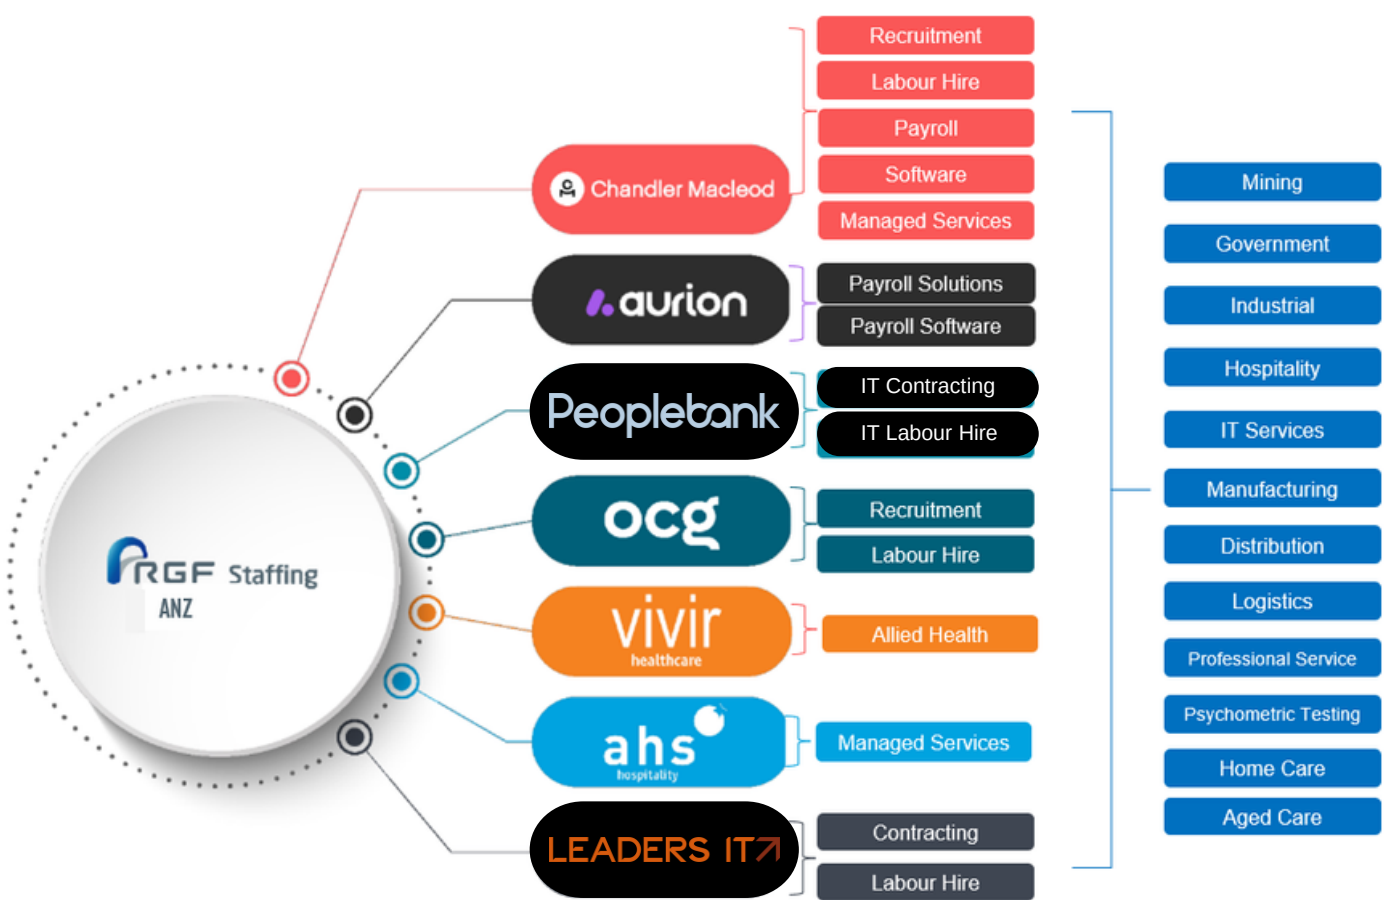 RGF Staffing
ANZ
Chandler Macleod
Recruitment
Labour Hire
Payroll
Software
Managed Services
aurion
Payroll Solutions
Payroll Software
Peoplebank
IT Contracting
IT Labour Hire
ocg
Recruitment
Labour Hire
vivir
healthcare
Allied Health
ahs
hospitality
Managed Services
LEADERS IT
Contracting
Labour Hire
Mining
Government
Industrial
Hospitality
IT Services
Manufacturing
Distribution
Logistics
Professional Service
Psychometric Testing
Home Care
Aged Care